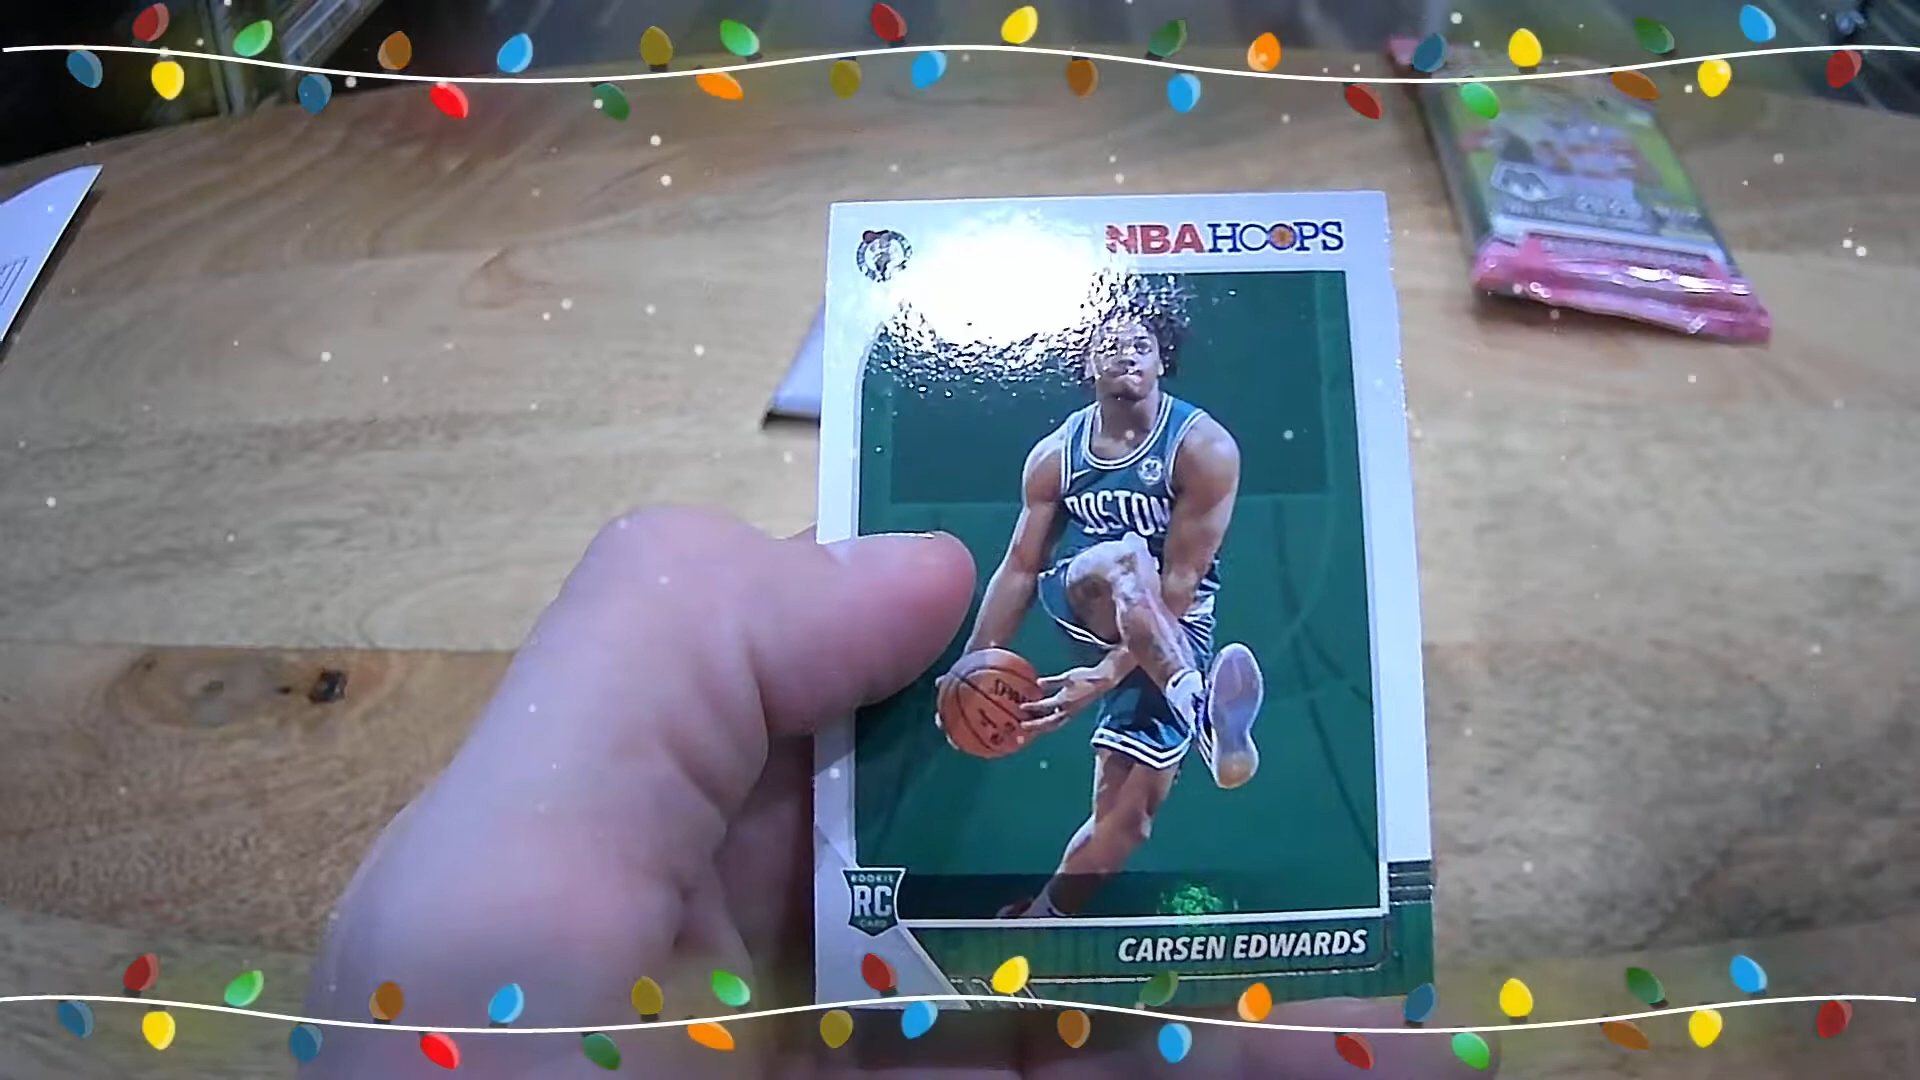 NBA HOOPS
BOSTON
ROOKIE
RC
CARD
CARSEN EDWARDS